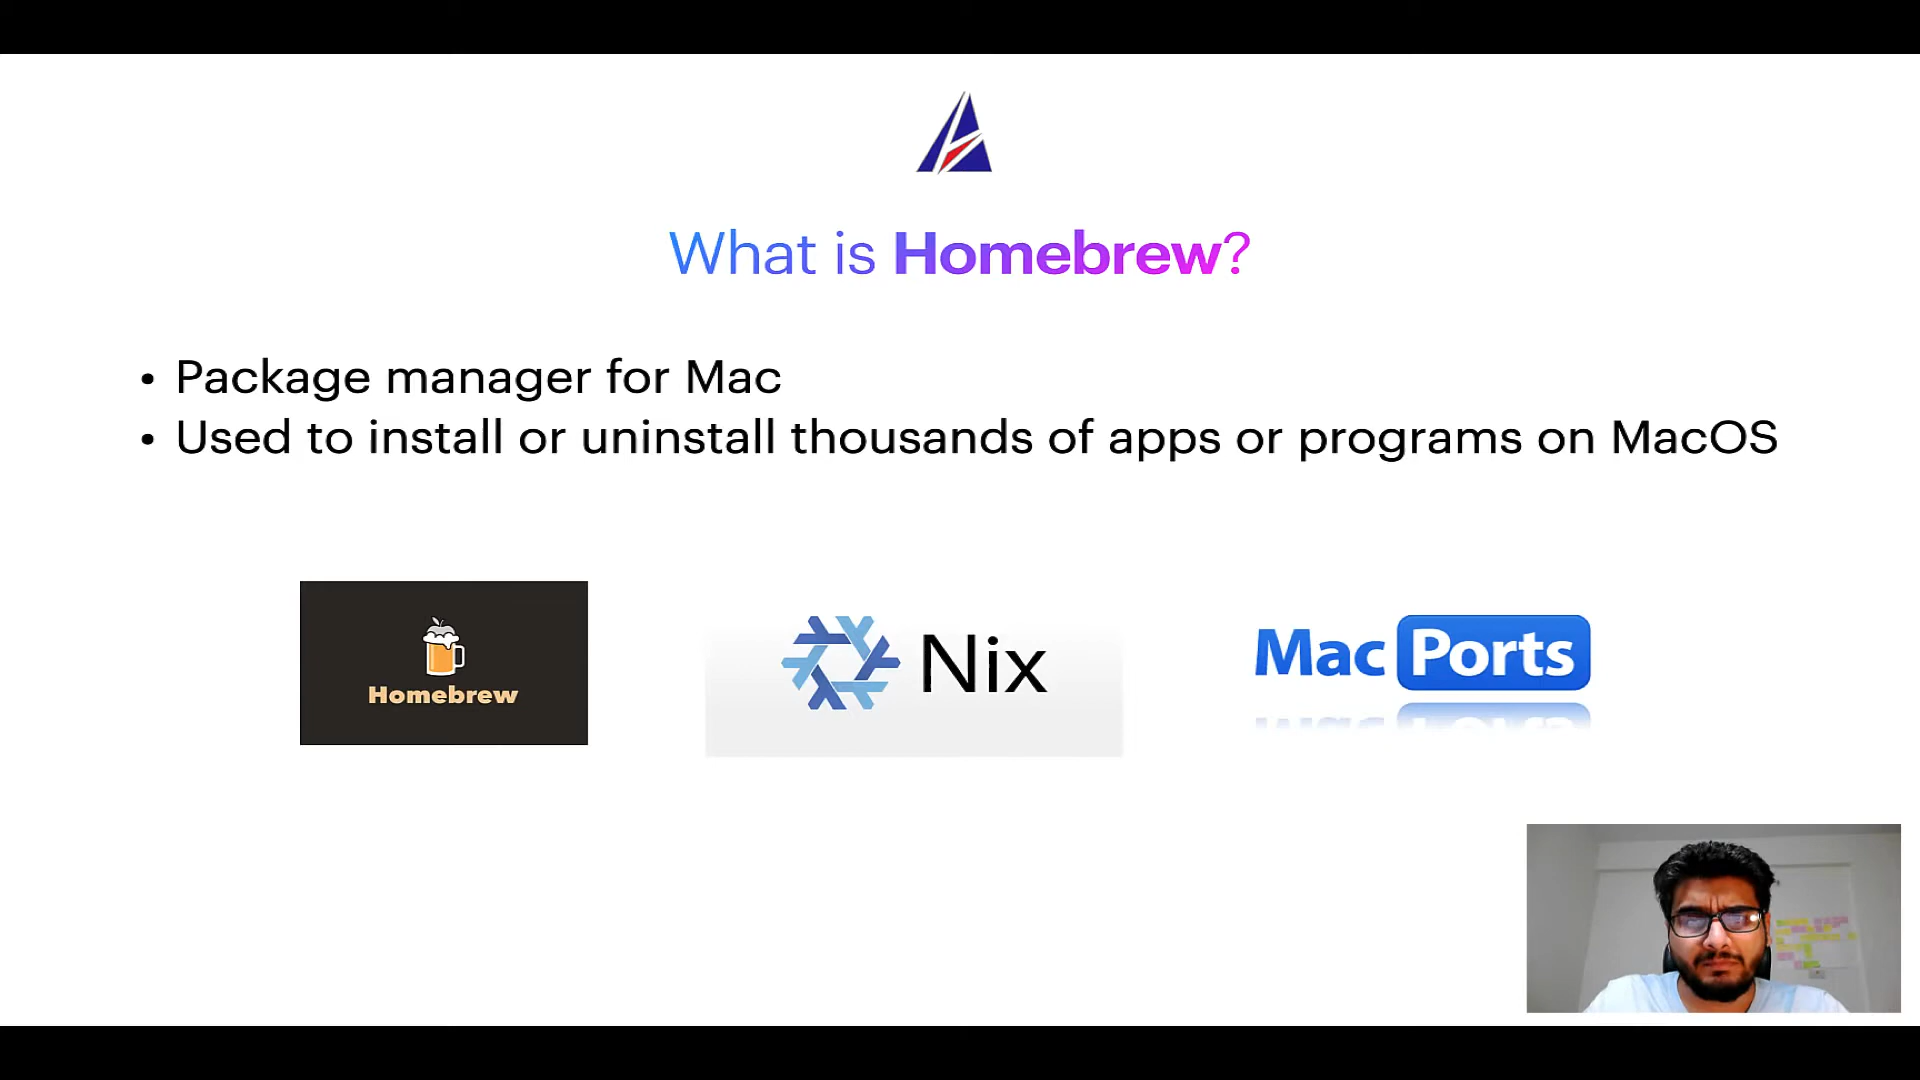 What is Homebrew?
• Package manager for Mac
• Used to install or uninstall thousands of apps or programs on MacOS
Homebrew
Nix
Mac Ports